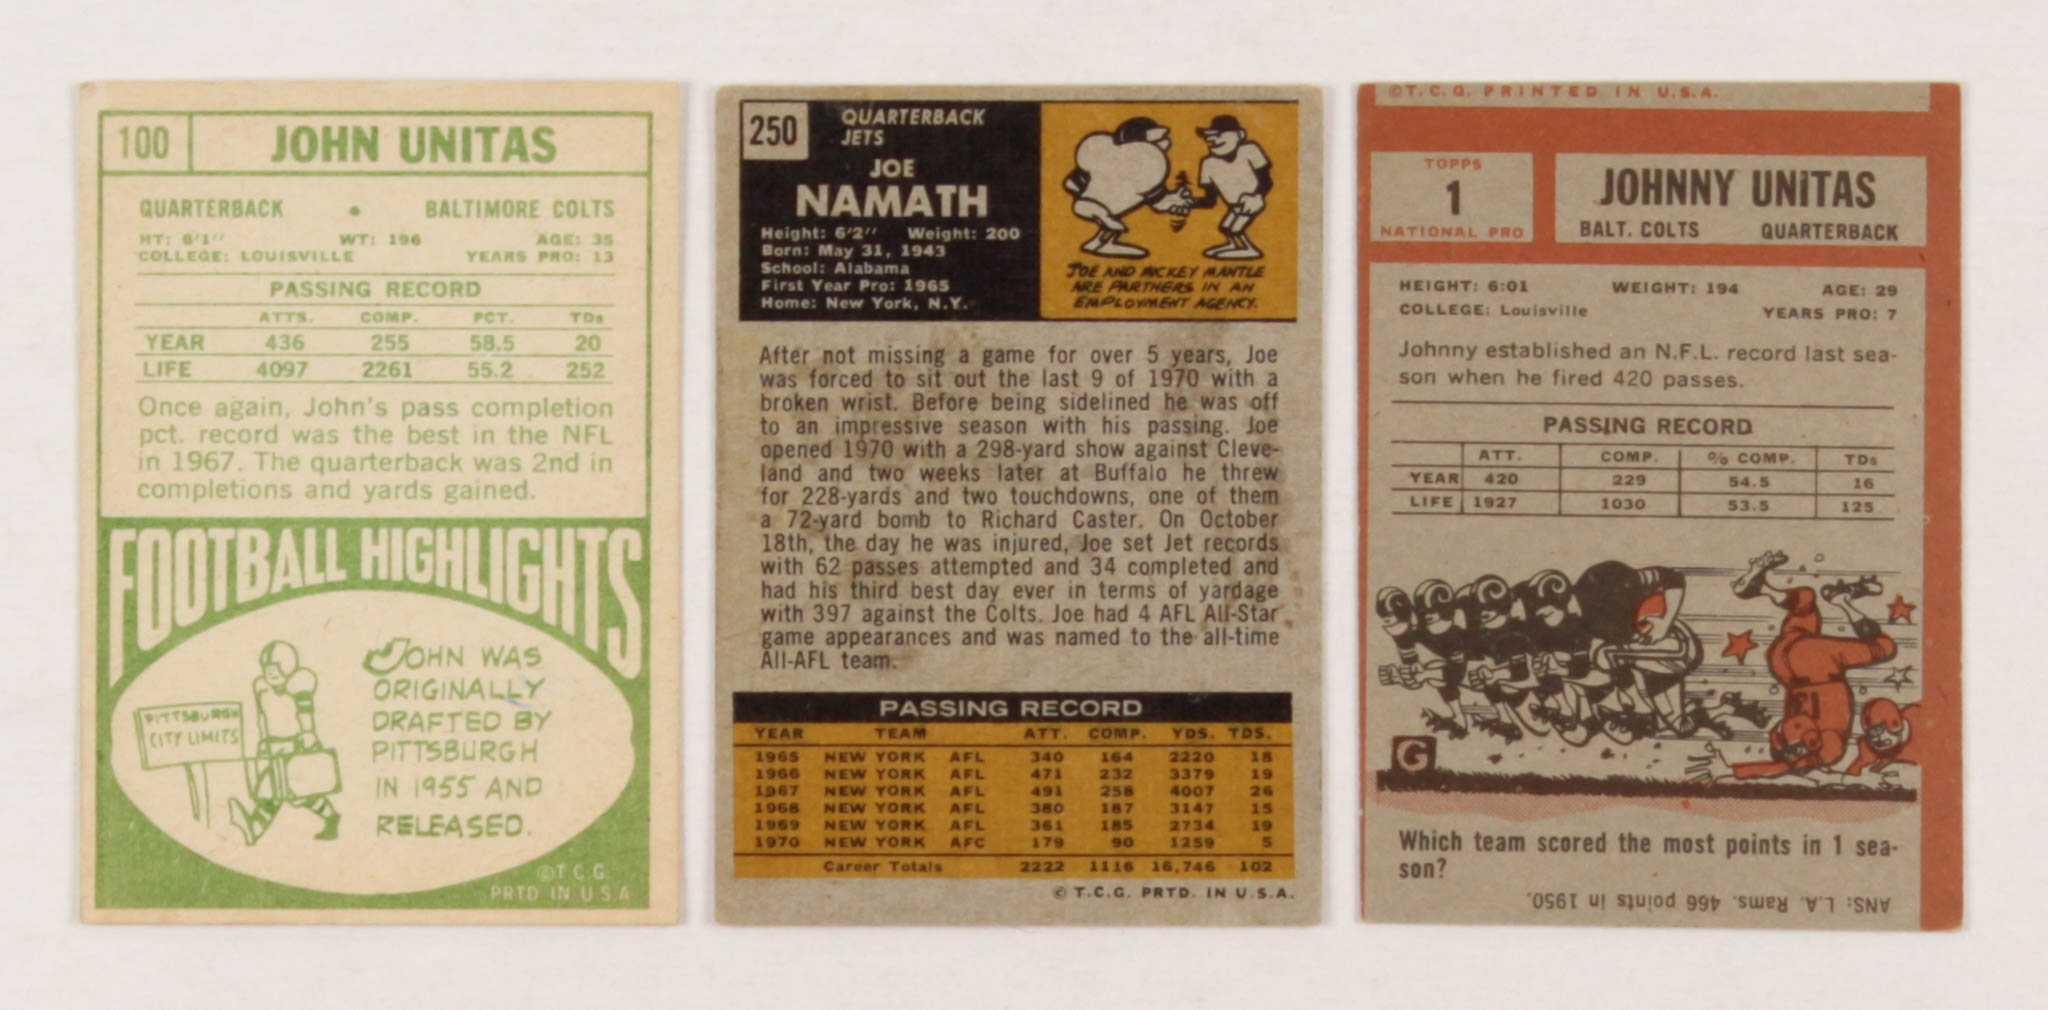 100 JOHN UNITAS
QUARTERBACK • BALTIMORE COLTS
HT: 6'1" WT: 196 AGE: 35
COLLEGE: LOUISVILLE YEARS PRO: 13
PASSING RECORD
ATTS. COMP. PCT. TDs
YEAR 436 255 58.5 20
LIFE 4097 2261 55.2 252
Once again, John's pass completion
pct. record was the best in the NFL
in 1967. The quarterback was 2nd in
completions and yards gained.
FOOTBALL HIGHLIGHTS
PITTSBURGH
CITY LIMITS
JOHN WAS
ORIGINALLY
DRAFTED BY
PITTSBURGH
IN 1955 AND
RELEASED.
©T.C.G.
PRTD IN U.S.A
250
QUARTERBACK
JETS
JOE
NAMATH
Height: 6'2" Weight: 200
Born: May 31, 1943
School: Alabama
First Year Pro: 1965
Home: New York, N.Y.
JOE AND MICKEY MANTLE
ARE PARTNERS IN AN
EMPLOYMENT AGENCY.
After not missing a game for over 5 years, Joe
was forced to sit out the last 9 of 1970 with a
broken wrist. Before being sidelined he was off
to an impressive season with his passing. Joe
opened 1970 with a 298-yard show against Cleve-
land and two weeks later at Buffalo he threw
for 228-yards and two touchdowns, one of them
a 72-yard bomb to Richard Caster. On October
18th, the day he was injured, Joe set Jet records
with 62 passes attempted and 34 completed and
had his third best day ever in terms of yardage
with 397 against the Colts. Joe had 4 AFL All-Star
game appearances and was named to the all-time
All-AFL team.
PASSING RECORD
YEAR TEAM ATT. COMP. YDS. TDS.
1965 NEW YORK AFL 340 164 2220 18
1966 NEW YORK AFL 471 232 3379 19
1967 NEW YORK AFL 491 258 4007 26
1968 NEW YORK AFL 380 187 3147 15
1969 NEW YORK AFL 361 185 2734 19
1970 NEW YORK AFC 179 90 1259 5
Career Totals 2222 1116 16,746 102
© T.C.G. PRTD. IN U.S.A.
©T.C.G. PRINTED IN U.S.A.
TOPPS
1
NATIONAL PRO
JOHNNY UNITAS
BALT. COLTS QUARTERBACK
HEIGHT: 6:01 WEIGHT: 194 AGE: 29
COLLEGE: Louisville YEARS PRO: 7
Johnny established an N.F.L. record last sea-
son when he fired 420 passes.
PASSING RECORD
ATT. COMP. % COMP. TDs
YEAR 420 229 54.5 16
LIFE 1927 1030 53.5 125
13
G
Which team scored the most points in 1 sea-
son?
ANS: L.A. Rams. 466 points in 1950.